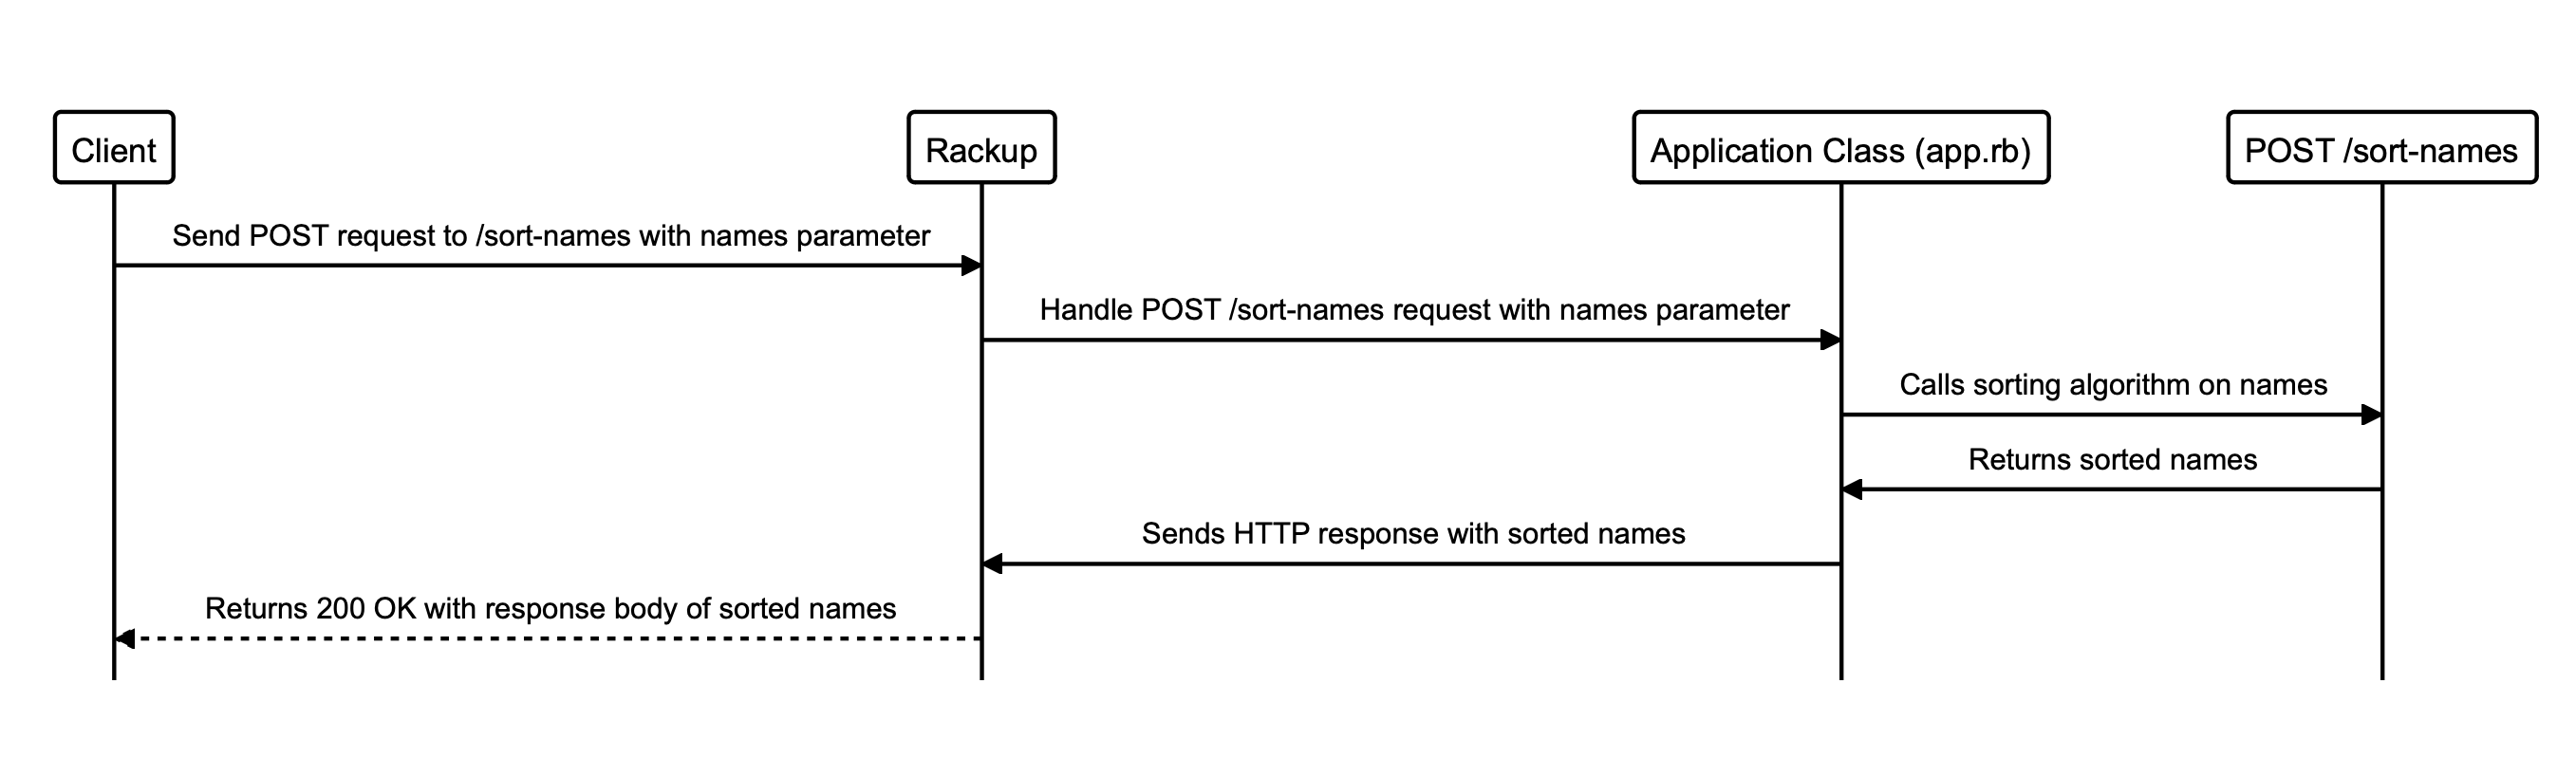 Client
Rackup
Application Class (app.rb)
POST /sort-names
Send POST request to /sort-names with names parameter
Handle POST /sort-names request with names parameter
Calls sorting algorithm on names
Returns sorted names
Sends HTTP response with sorted names
Returns 200 OK with response body of sorted names